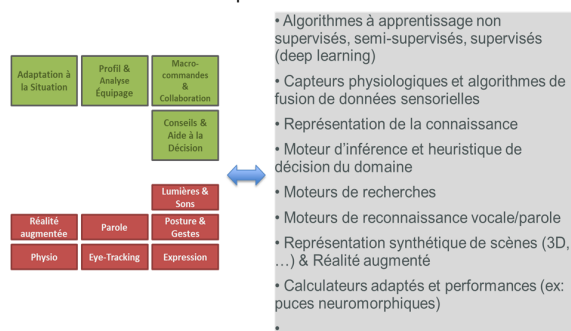 Adaptation à
la Situation
Profil &
Analyse
Équipage
Macro-
commandes
&
Collaboration
Conseils &
Aide à la
Décision
Lumières &
Sons
Réalité
augmentée
Parole
Posture &
Gestes
Physio
Eye-Tracking
Expression
• Algorithmes à apprentissage non
supervisés, semi-supervisés, supervisés
(deep learning)
• Capteurs physiologiques et algorithmes de
fusion de données sensorielles
• Représentation de la connaissance
• Moteur d’inférence et heuristique de
décision du domaine
• Moteurs de recherches
• Moteurs de reconnaissance vocale/parole
• Représentation synthétique de scènes (3D,
…) & Réalité augmenté
• Calculateurs adaptés et performances (ex:
puces neuromorphiques)
•